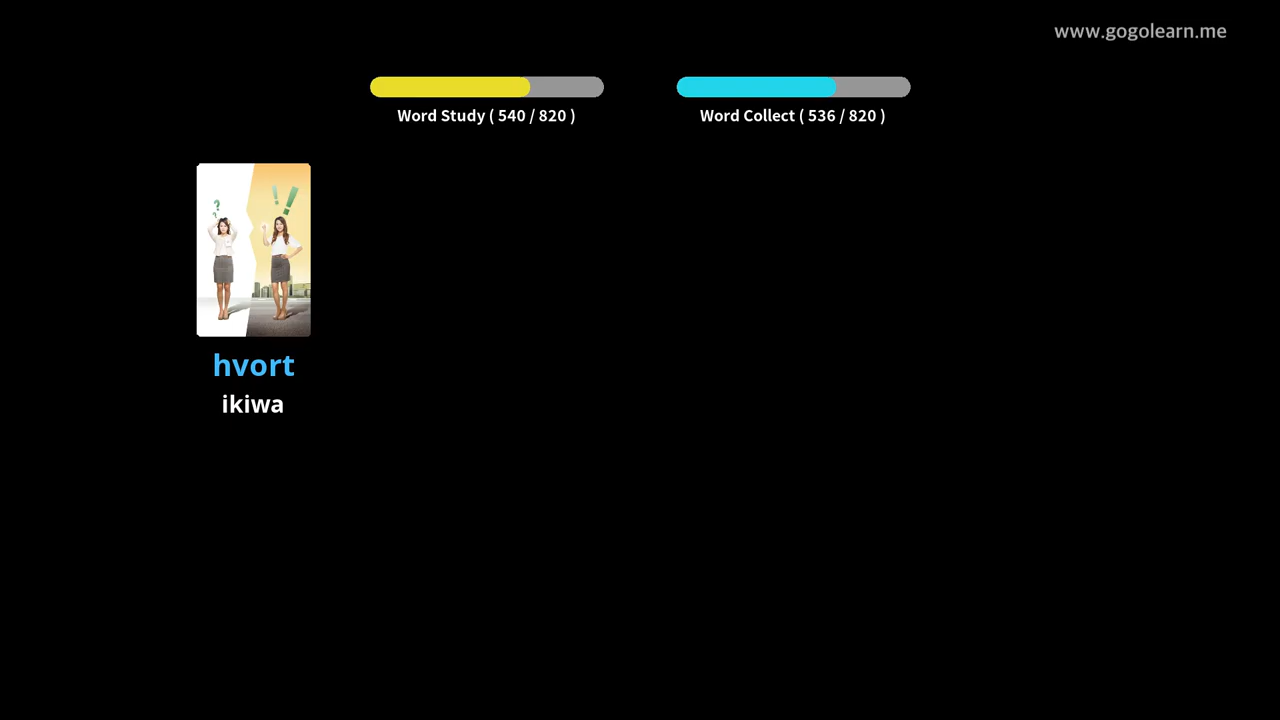 www.gogolearn.me
Word Study ( 540 / 820 )
Word Collect ( 536 / 820 )
? ?
! !
hvort
ikiwa